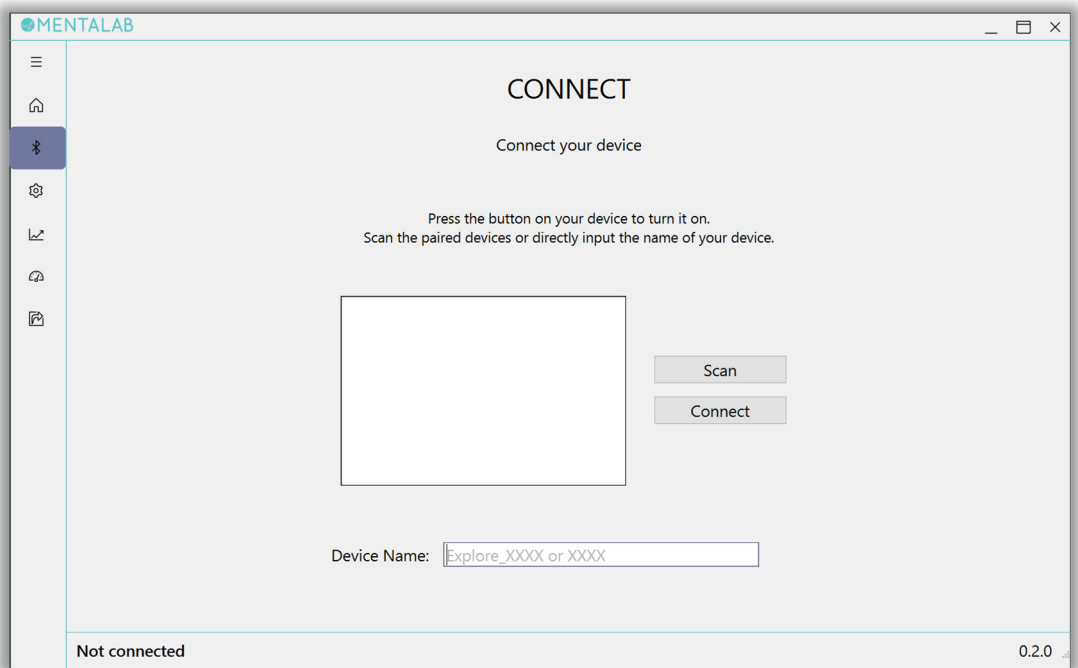 MENTALAB
CONNECT
Connect your device
Press the button on your device to turn it on.
Scan the paired devices or directly input the name of your device.
Scan
Connect
Device Name: Explore_XXXX or XXXX
Not connected 0.2.0